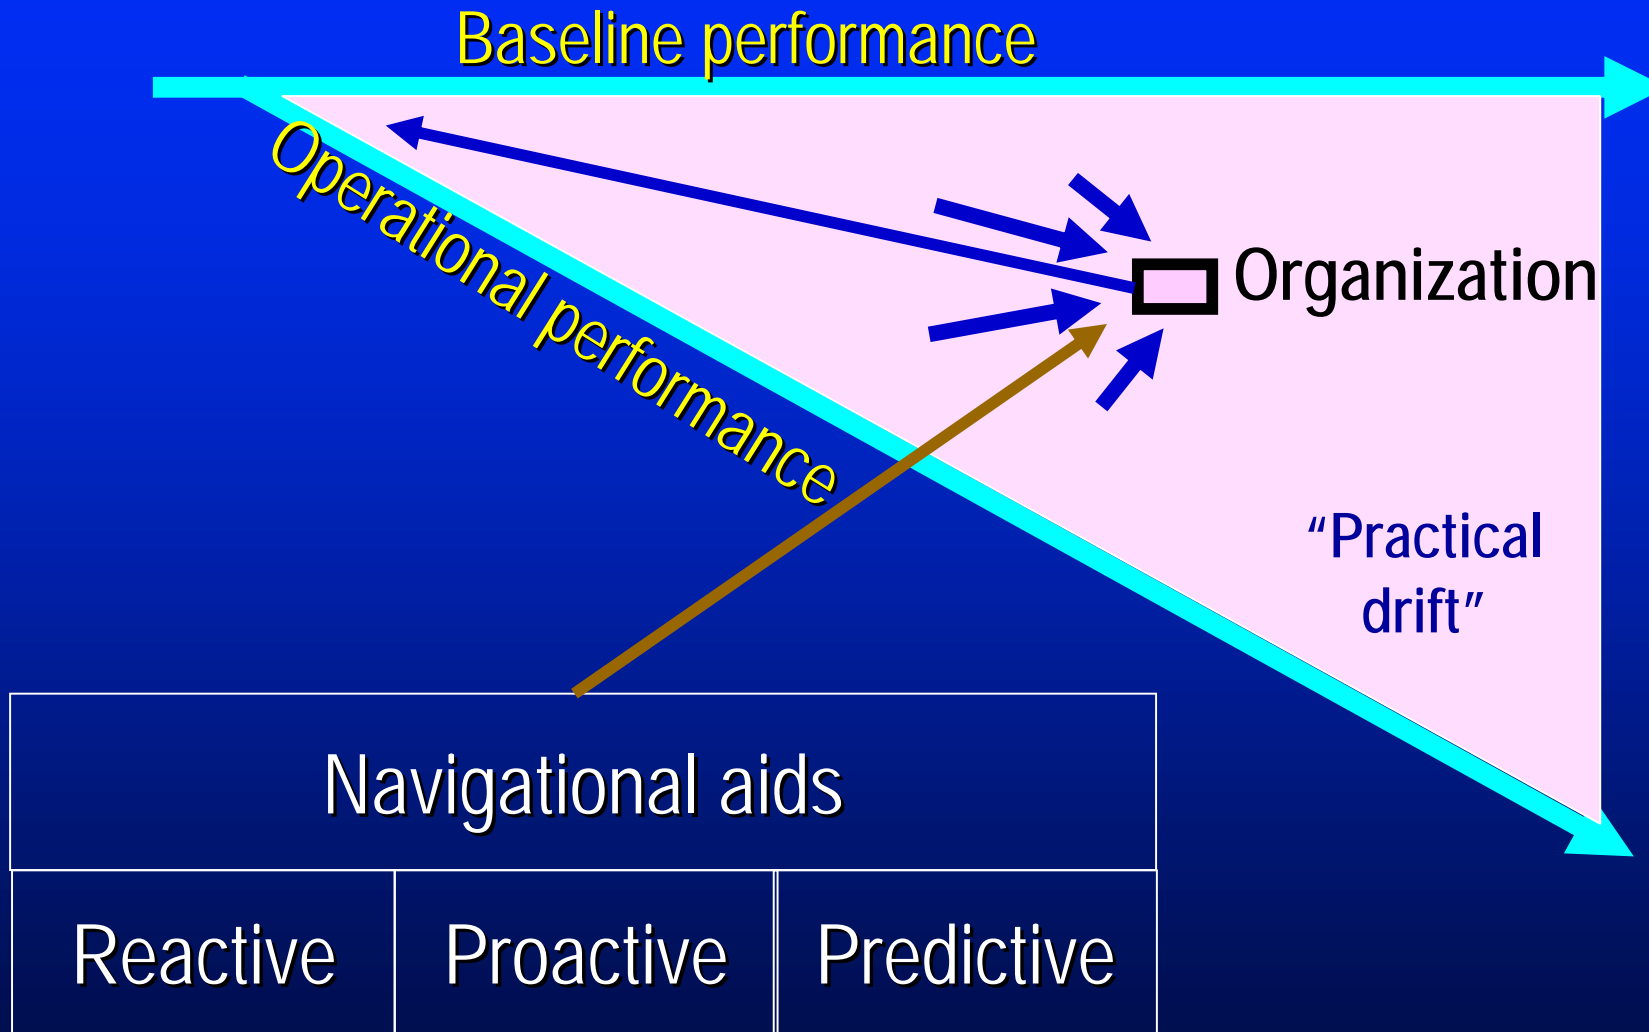 Baseline performance
Operational performance
Organization
“Practical
drift”
Navigational aids
Reactive
Proactive
Predictive